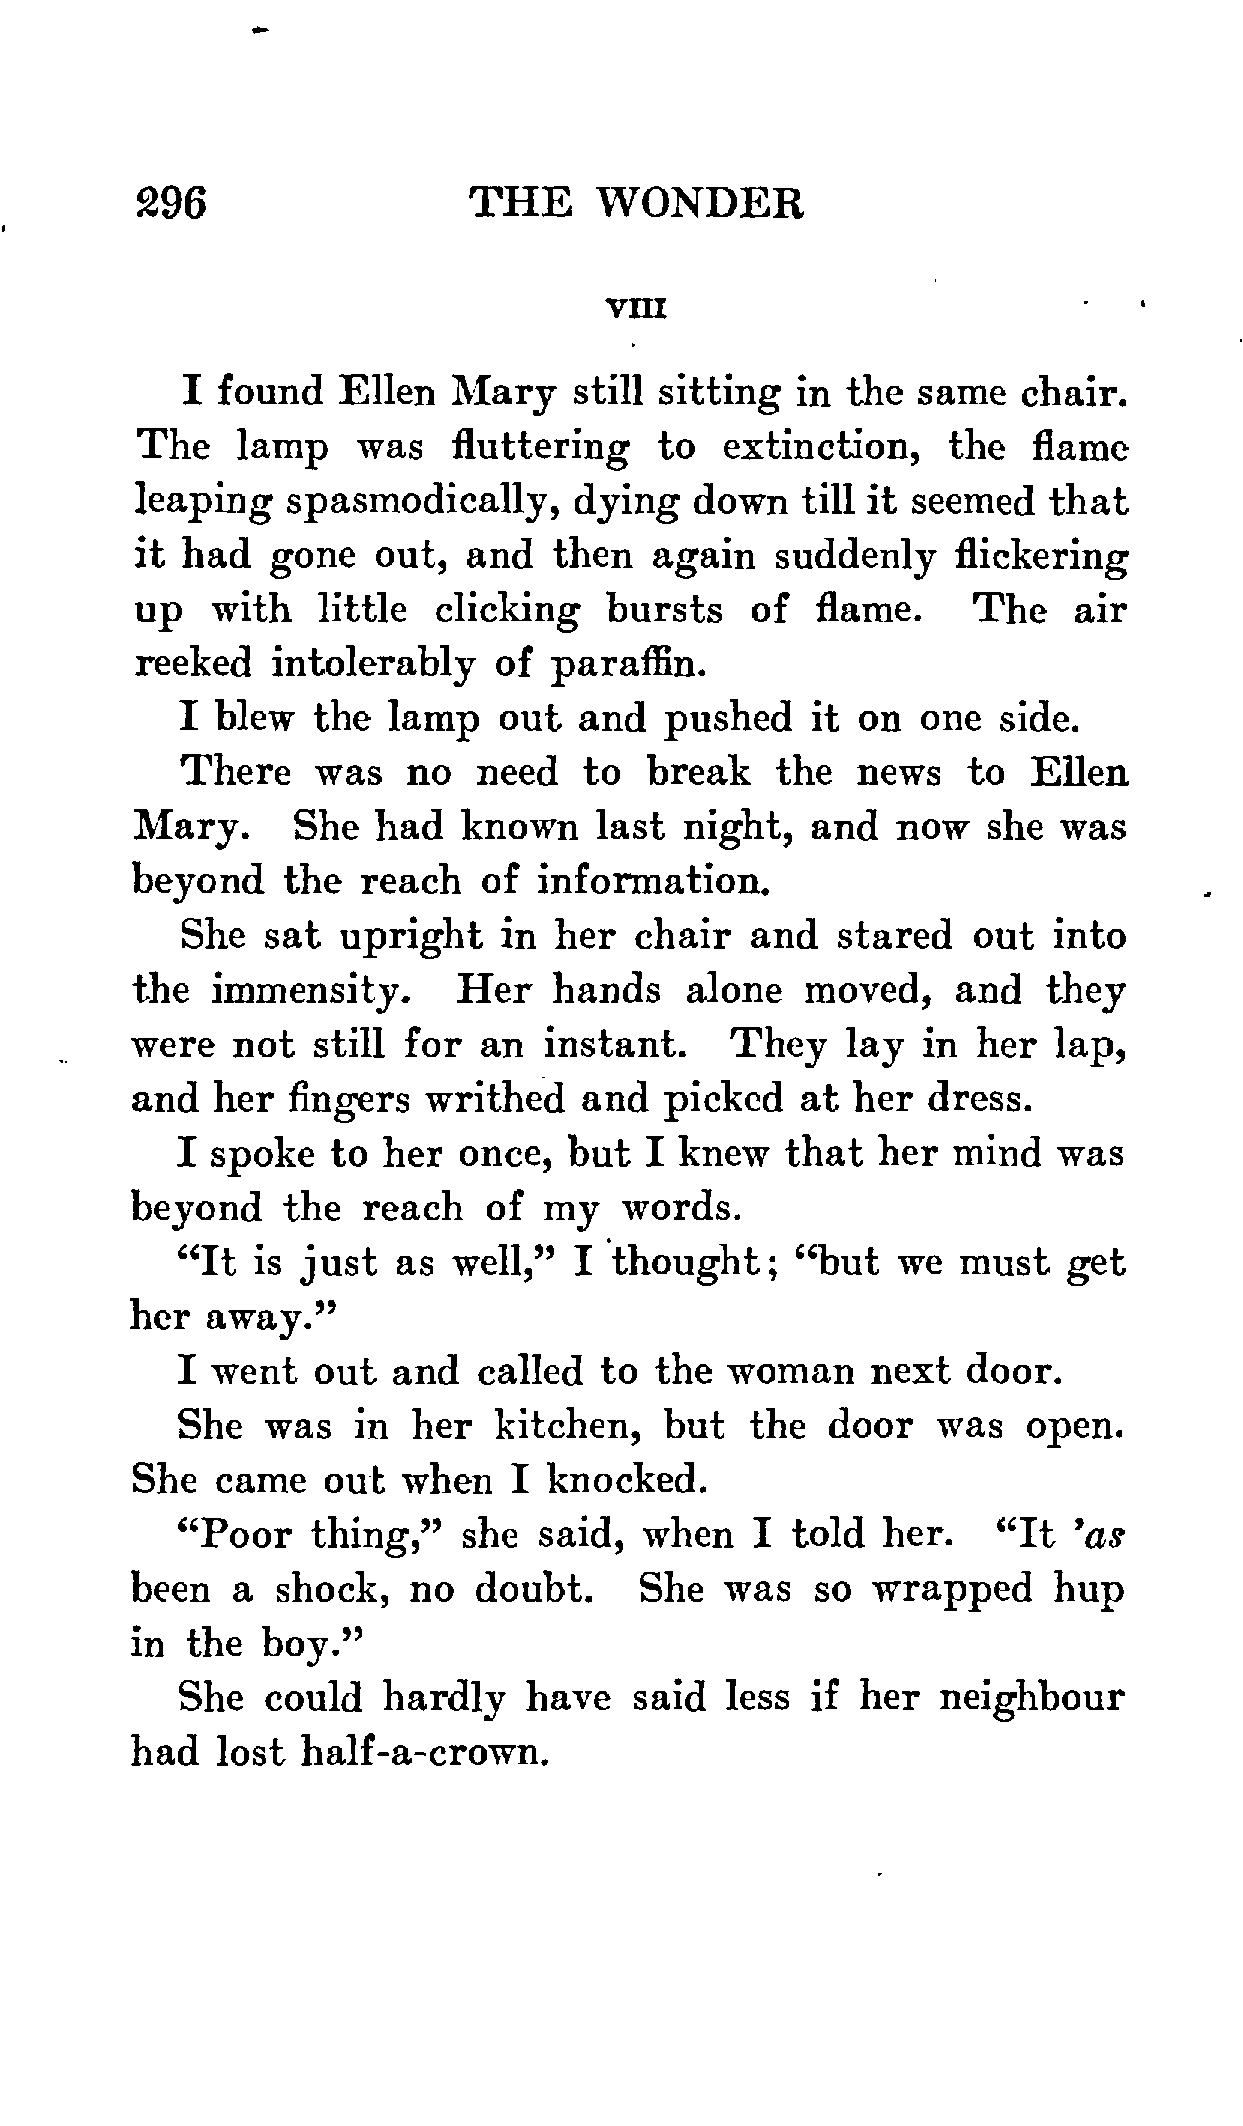 296 THE WONDER
VIII
I found Ellen Mary still sitting in the same chair.
The lamp was fluttering to extinction, the flame
leaping spasmodically, dying down till it seemed that
it had gone out, and then again suddenly flickering
up with little clicking bursts of flame. The air
reeked intolerably of paraffin.
I blew the lamp out and pushed it on one side.
There was no need to break the news to Ellen
Mary. She had known last night, and now she was
beyond the reach of information.
She sat upright in her chair and stared out into
the immensity. Her hands alone moved, and they
were not still for an instant. They lay in her lap,
and her fingers writhed and picked at her dress.
I spoke to her once, but I knew that her mind was
beyond the reach of my words.
“It is just as well,” I thought; “but we must get
her away.”
I went out and called to the woman next door.
She was in her kitchen, but the door was open.
She came out when I knocked.
“Poor thing,” she said, when I told her. “It ’as
been a shock, no doubt. She was so wrapped hup
in the boy.”
She could hardly have said less if her neighbour
had lost half-a-crown.